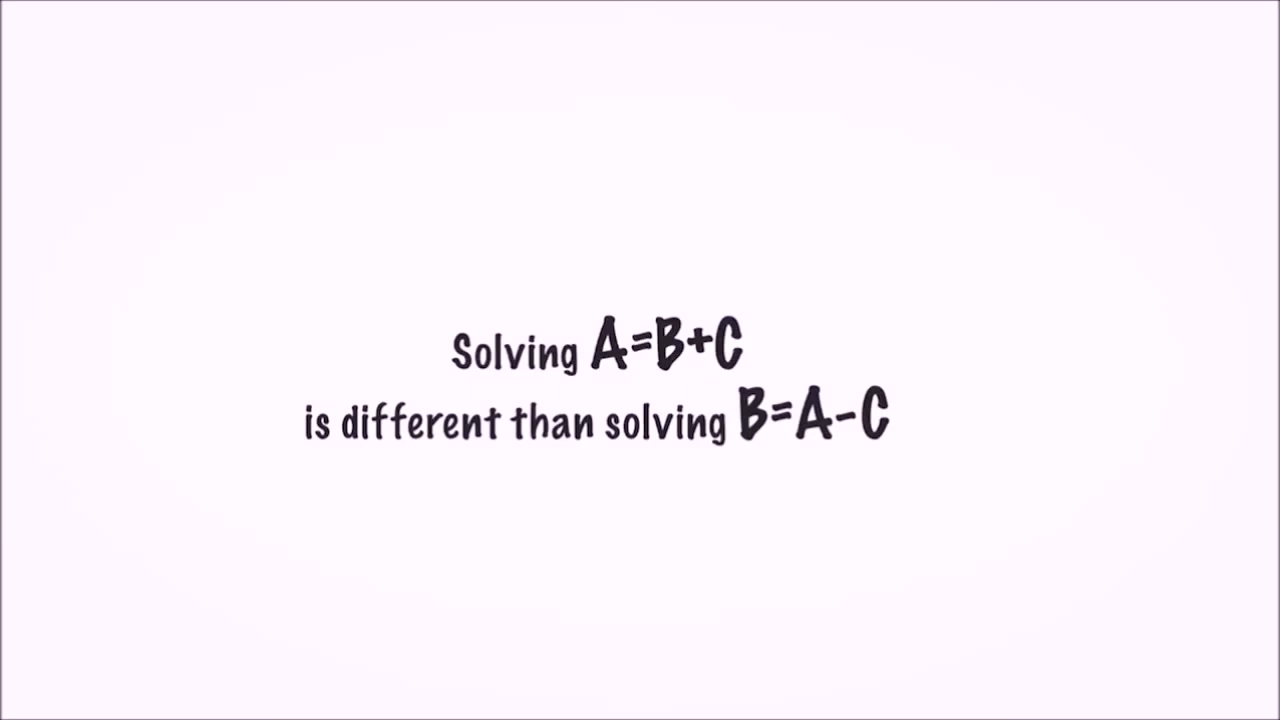 Solving A=B+C
is different than solving B=A-C